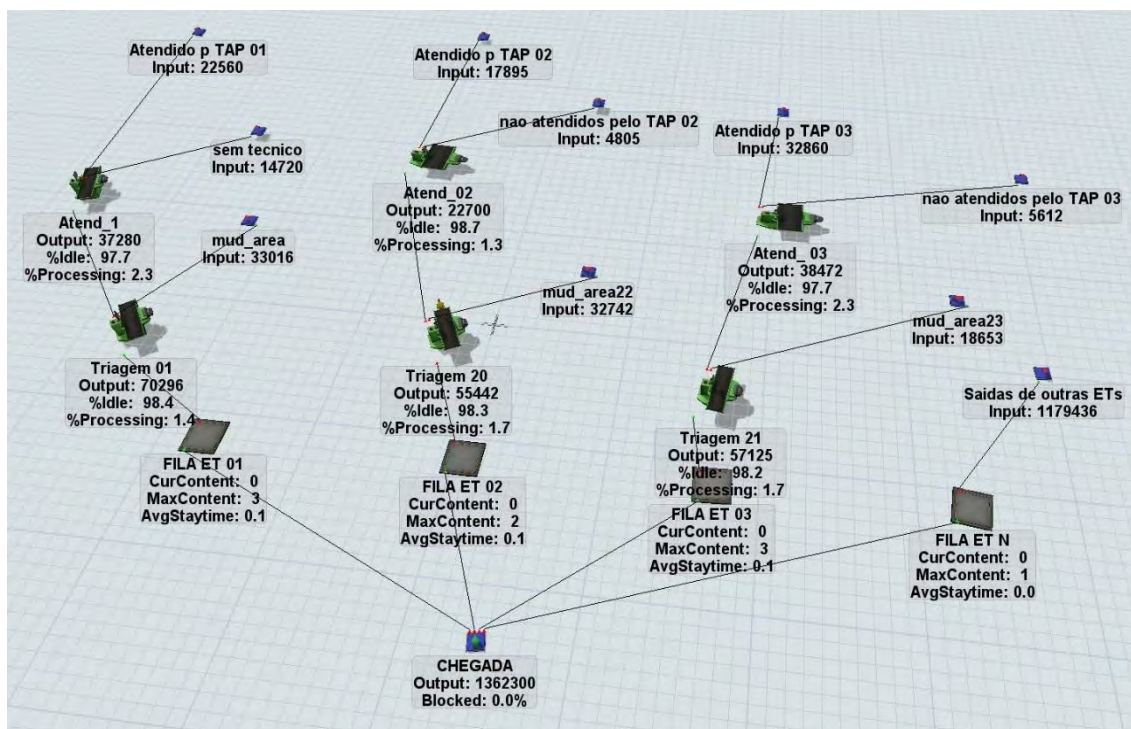 Atendido p TAP 01
Input: 22560
Atendido p TAP 02
Input: 17895
nao atendidos pelo TAP 02
Input: 4805
Atendido p TAP 03
Input: 32860
sem tecnico
Input: 14720
nao atendidos pelo TAP 03
Input: 5612
Atend_1
Output: 37280
%Idle: 97.7
%Processing: 2.3
mud_area
Input: 33016
Atend_02
Output: 22700
%Idle: 98.7
%Processing: 1.3
Atend_ 03
Output: 38472
%Idle: 97.7
%Processing: 2.3
mud_area22
Input: 32742
mud_area23
Input: 18653
Triagem 01
Output: 70296
%Idle: 98.4
%Processing: 1.4
Triagem 20
Output: 55442
%Idle: 98.3
%Processing: 1.7
Triagem 21
Output: 57125
%Idle: 98.2
%Processing: 1.7
Saidas de outras ETs
Input: 1179436
FILA ET 01
CurContent: 0
MaxContent: 3
AvgStaytime: 0.1
FILA ET 02
CurContent: 0
MaxContent: 2
AvgStaytime: 0.1
FILA ET 03
CurContent: 0
MaxContent: 3
AvgStaytime: 0.1
FILA ET N
CurContent: 0
MaxContent: 1
AvgStaytime: 0.0
CHEGADA
Output: 1362300
Blocked: 0.0%